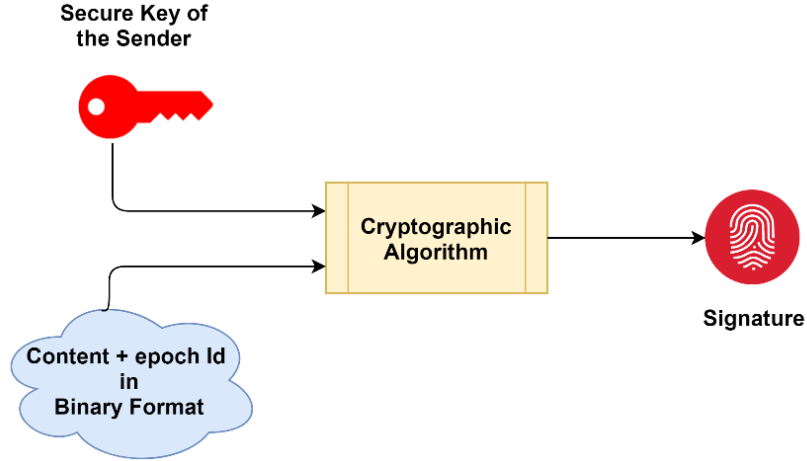 Secure Key of
the Sender
Cryptographic
Algorithm
Signature
Content + epoch Id
in
Binary Format